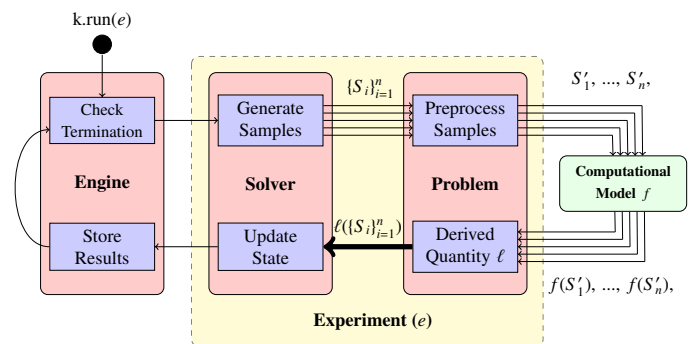 k.run(e)
Check
Termination
Engine
Store
Results
Generate
Samples
Solver
Update
State
{S_i}_{i=1}^n
ℓ({S_i}_{i=1}^n)
Preprocess
Samples
Problem
Derived
Quantity ℓ
Experiment (e)
S′_1, ..., S′_n,
Computational
Model f
f(S′_1), ..., f(S′_n),